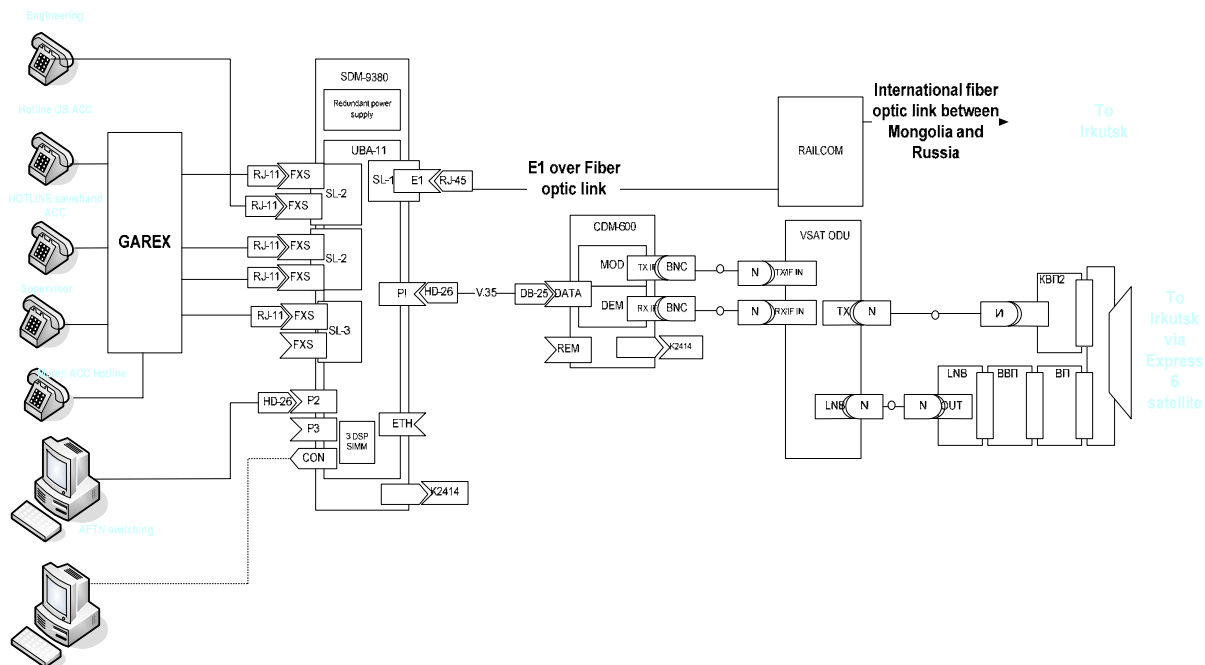 Engineering
Hotline UB ACC
HOTLINE sainshand
ACC
Supervisor
ACC Hotline
AFTN switching
GAREX
SDM-9380
Redundant power
supply
UBA-11
RJ-11
FXS
SL-2
RJ-11
FXS
RJ-11
FXS
SL-2
RJ-11
FXS
RJ-11
FXS
SL-3
FXS
HD-26
P2
P3
3 DSP
SIMM
CON
SL-1
E1
RJ-45
PI
HD-26
ETH
K2414
E1 over Fiber
optic link
V.35
DB-25
DATA
CDM-600
MOD
TX IF
BNC
DEM
RX IF
BNC
REM
K2414
RAILCOM
International fiber
optic link between
Mongolia and
Russia
To
Irkutsk
VSAT ODU
N
TX/IF IN
N
RX/IF IN
TX
N
LNB
N
N
OUT
И
КВП2
LNB
ВВП
ВП
To
Irkutsk
via
Express
6
satellite